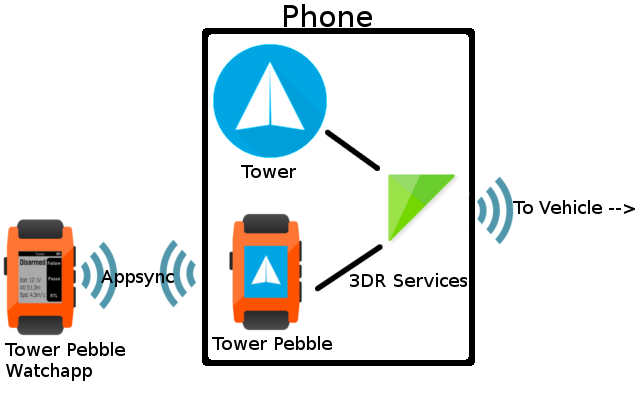 Phone
Tower
To Vehicle -->
Appsync
3DR Services
Disarmed
Follow
Bat: 12.1V
Pause
Alt: 51.3m
Spd: 4.3m/s
RTL
Tower Pebble
Tower Pebble
Watchapp